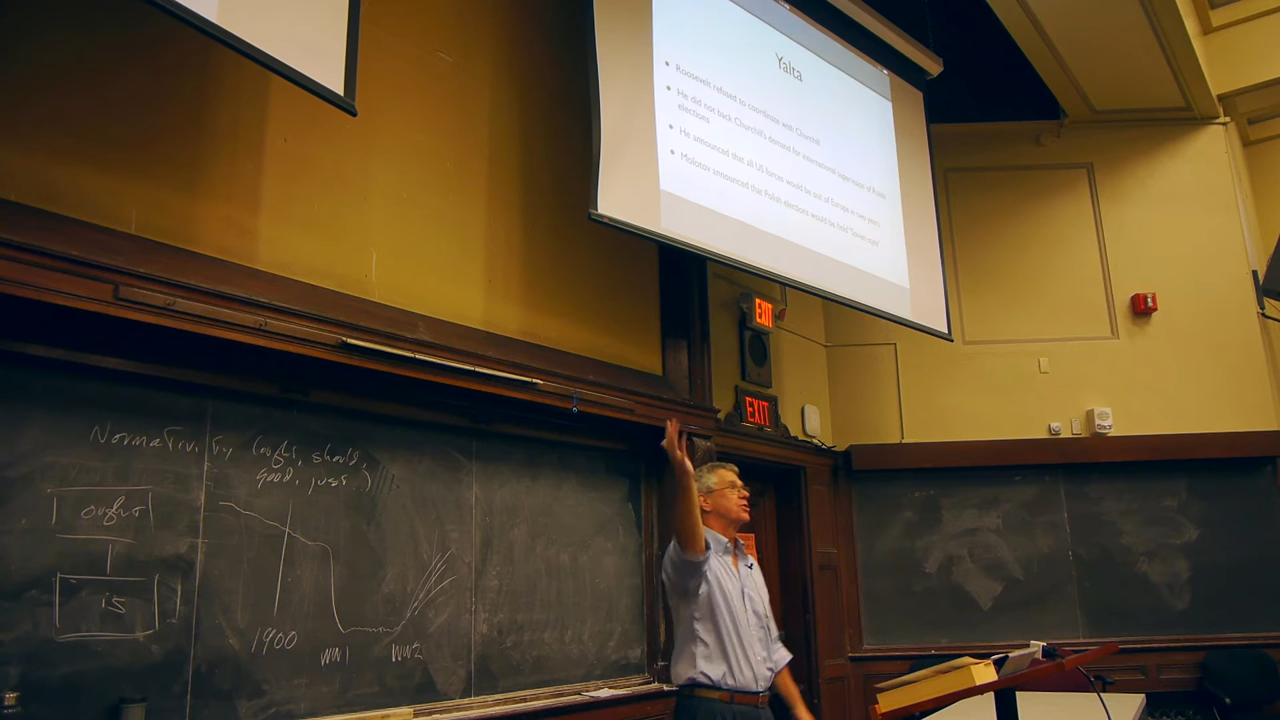 Yalta
• Roosevelt refused to coordinate with Churchill
• He did not back Churchill's demand for international supervision of Polish
elections
• He announced that all US forces would be out of Europe in two years
• Molotov announced that Polish elections would be held "Soviet-style"
EXIT
EXIT
Normativity (ought, should,
good, just)
ought
is
1900
WW1
WW2